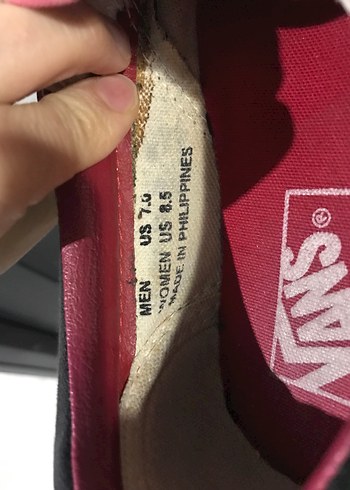 MEN US 7.0
WOMEN US 8.5
MADE IN PHILIPPINES
VANS®